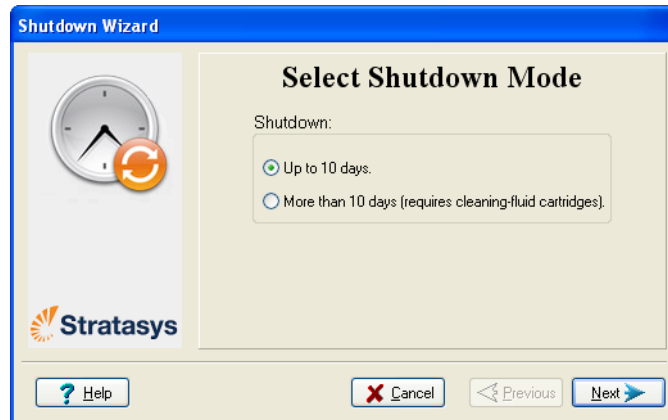 Shutdown Wizard
Select Shutdown Mode
Shutdown:
Up to 10 days.
More than 10 days (requires cleaning-fluid cartridges).
Stratasys
? Help
Cancel
Previous
Next